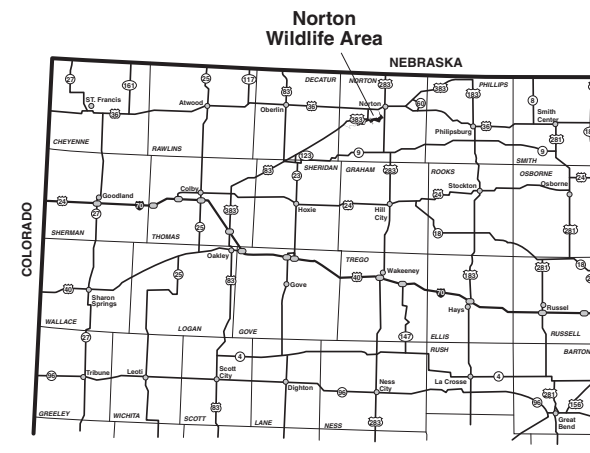 Norton
Wildlife Area
NEBRASKA
27
161
25
117
83
DECATUR
NORTON
283
383
183
PHILLIPS
8
ST. Francis
36
Atwood
Oberlin
36
Norton
383
60
Philipsburg
36
Smith
Center
281
CHEYENNE
RAWLINS
123
9
9
SMITH
83
SHERIDAN
GRAHAM
283
ROOKS
OSBORNE
24
24
Goodland
70
Colby
23
Hoxie
24
Hill
City
24
Stockton
Osborne
27
383
25
18
281
COLORADO
SHERMAN
THOMAS
Oakley
TREGO
18
25
83
Gove
40
Wakeeney
70
183
281
40
Sharon
Springs
Hays
Russel
WALLACE
LOGAN
GOVE
147
ELLIS
RUSSELL
27
4
RUSH
BARTON
96
Tribune
Leoti
Scott
City
Dighton
96
Ness
City
La Crosse
4
83
283
96
281
156
Great
Bend
GREELEY
WICHITA
SCOTT
LANE
NESS